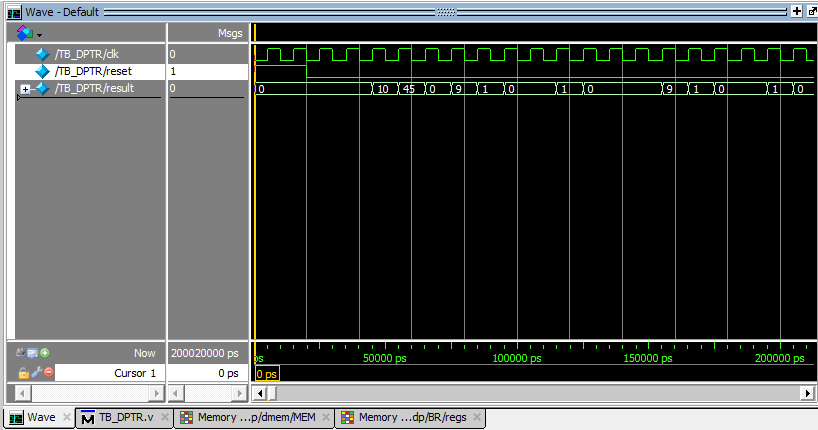 Wave - Default
Msgs
/TB_DPTR/clk 0
/TB_DPTR/reset 1
/TB_DPTR/result 0 0 10 45 0 9 1 0 1 0 9 1 0 1 0
Now 200020000 ps ps 50000 ps 100000 ps 150000 ps 200000 ps
Cursor 1 0 ps 0 ps
Wave TB_DPTR.v Memory ...p/dmem/MEM Memory ...dp/BR/regs